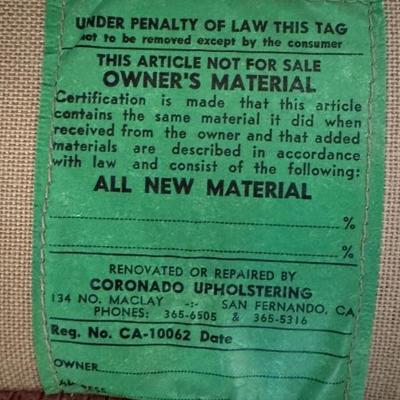 UNDER PENALTY OF LAW THIS TAG
not to be removed except by the consumer
THIS ARTICLE NOT FOR SALE
OWNER'S MATERIAL
Certification is made that this article
contains the same material it did when
received from the owner and that added
materials are described in accordance
with law and consist of the following:
ALL NEW MATERIAL
%
%
RENOVATED OR REPAIRED BY
CORONADO UPHOLSTERING
134 NO. MACLAY -:- SAN FERNANDO, CA
PHONES: 365-6505 & 365-5316
Reg. No. CA-10062 Date
OWNER